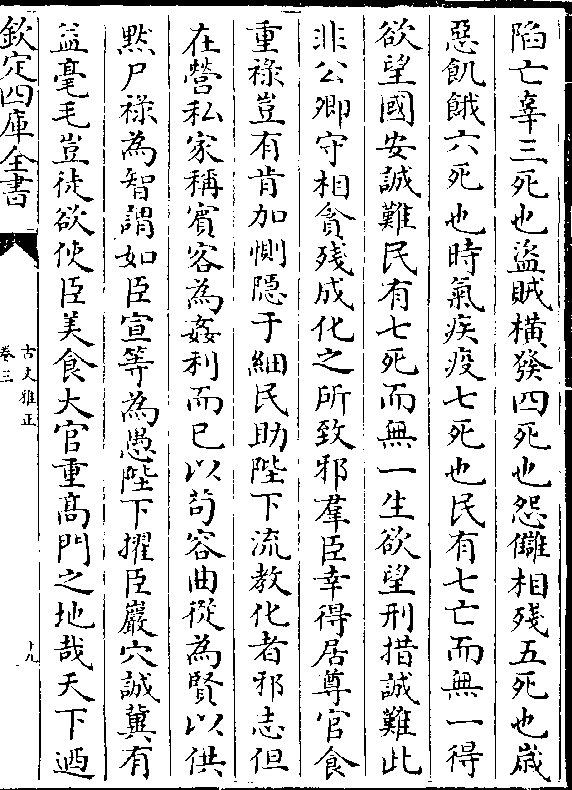 陷亡辜三死也盜賊橫發四死也怨讎相殘五死也嵗
惡飢餓六死也時氣疾疫七死也民有七亡而無一得
欲望國安誠難民有七死而無一生欲望刑措誠難此
非公卿守相貪殘成化之所致邪羣臣幸得居尊官食
重祿豈有肯加惻隱于細民助陛下流教化者邪志但
在營私家稱賓客為姦利而已以茍容曲從為賢以供
黙尸祿為智謂如臣宣等為愚陛下擢臣巖穴誠冀有
益毫毛豈徒欲使臣美食大官重髙門之地哉天下迺
欽定四庫全書
古文雅正
卷三
十九